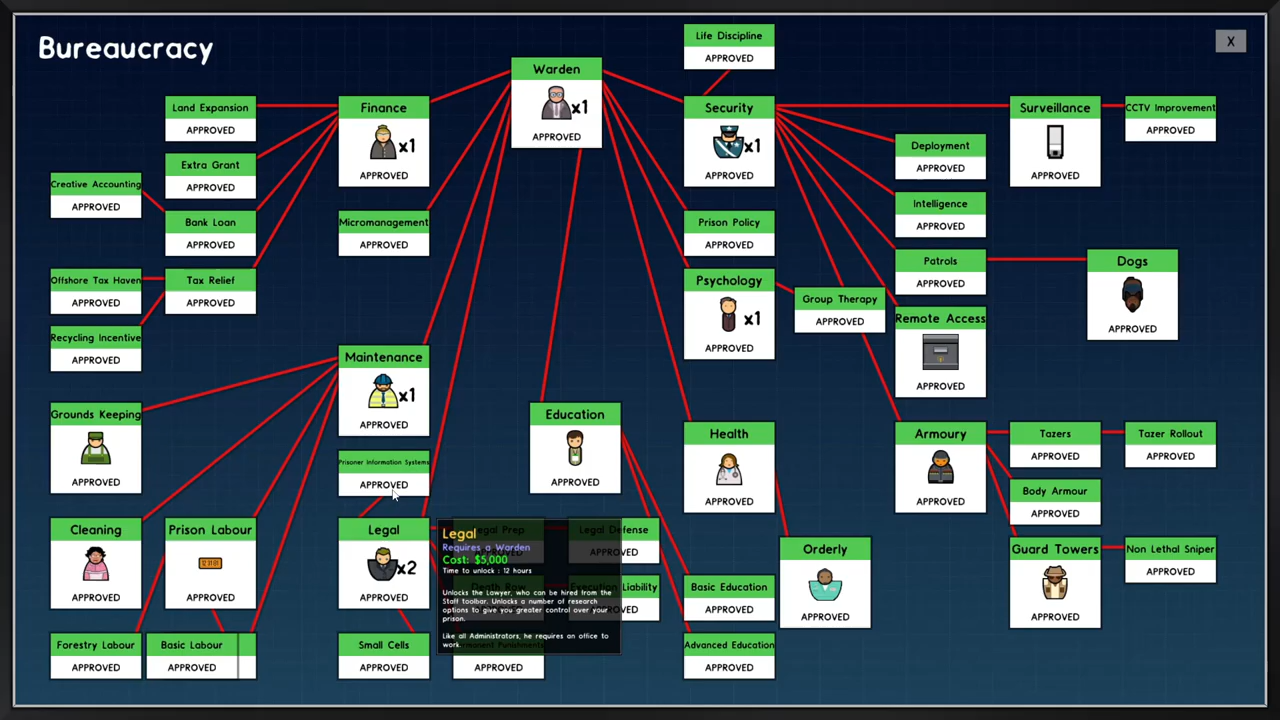 Bureaucracy
X
Life Discipline
APPROVED
Warden
x1
APPROVED
Land Expansion
APPROVED
Finance
x1
APPROVED
Security
x1
APPROVED
Surveillance
APPROVED
CCTV Improvement
APPROVED
Extra Grant
APPROVED
Deployment
APPROVED
Creative Accounting
APPROVED
Intelligence
APPROVED
Bank Loan
APPROVED
Micromanagement
APPROVED
Prison Policy
APPROVED
Patrols
APPROVED
Dogs
APPROVED
Offshore Tax Haven
APPROVED
Tax Relief
APPROVED
Psychology
x1
APPROVED
Group Therapy
APPROVED
Remote Access
APPROVED
Recycling Incentive
APPROVED
Maintenance
x1
APPROVED
Grounds Keeping
APPROVED
Education
APPROVED
Health
APPROVED
Armoury
APPROVED
Tazers
APPROVED
Tazer Rollout
APPROVED
Prisoner Information Systems
APPROVED
Body Armour
APPROVED
Cleaning
APPROVED
Prison Labour
APPROVED
Legal
x2
APPROVED
Legal
Requires a Warden
Cost: $5,000
Time to unlock : 12 hours
Unlocks the Lawyer, who can be hired from the
Staff toolbar. Unlocks a number of research
options to give you greater control over your
prison.
Like all Administrators, he requires an office to
work.
Legal Prep
Legal Defense
APPROVED
Death Row
Execution Liability
APPROVED
APPROVED
Orderly
APPROVED
Guard Towers
APPROVED
Non Lethal Sniper
APPROVED
Basic Education
APPROVED
Forestry Labour
APPROVED
Basic Labour
APPROVED
Small Cells
APPROVED
Advanced Education
APPROVED